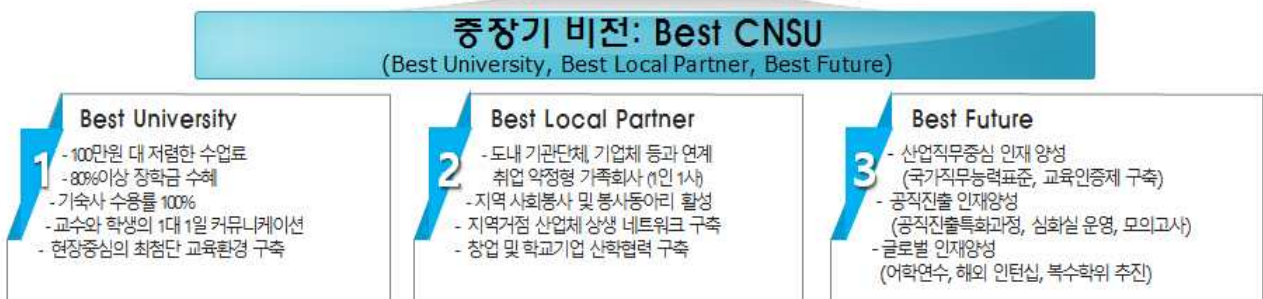 중장기 비전: Best CNSU
(Best University, Best Local Partner, Best Future)
1
Best University
- 100만원 대 저렴한 수업료
- 80%이상 장학금 수혜
- 기숙사 수용률 100%
- 교수와 학생의 1대 1일 커뮤니케이션
- 현장중심의 최첨단 교육환경 구축
2
Best Local Partner
- 도내 기관단체, 기업체 등과 연계
취업 약정형 가족회사 (1인 1사)
- 지역 사회봉사 및 봉사동아리 활성
- 지역거점 산업체 상생 네트워크 구축
- 창업 및 학교기업 산학협력 구축
3
Best Future
- 산업직무중심 인재 양성
(국가직무능력표준, 교육인증제 구축)
- 공직진출 인재양성
(공직진출특화과정, 심화실 운영, 모의고사)
- 글로벌 인재양성
(어학연수, 해외 인턴십, 복수학위 추진)